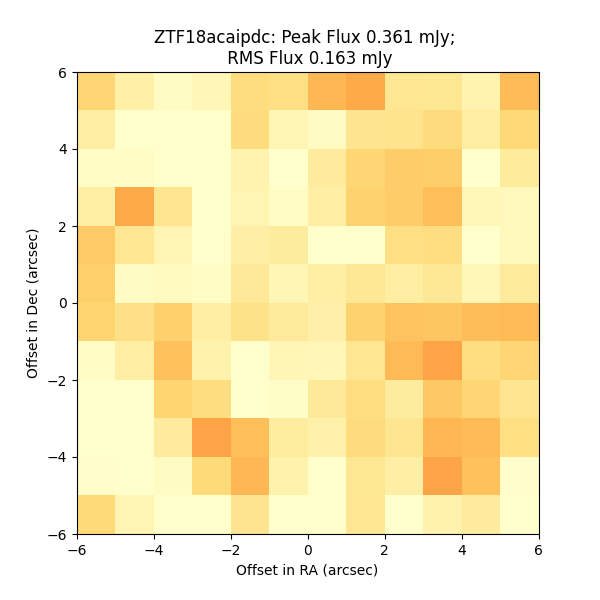 ZTF18acaipdc: Peak Flux 0.361 mJy;
RMS Flux 0.163 mJy
6
4
2
0
−2
−4
−6
Offset in Dec (arcsec)
−6 −4 −2 0 2 4 6
Offset in RA (arcsec)